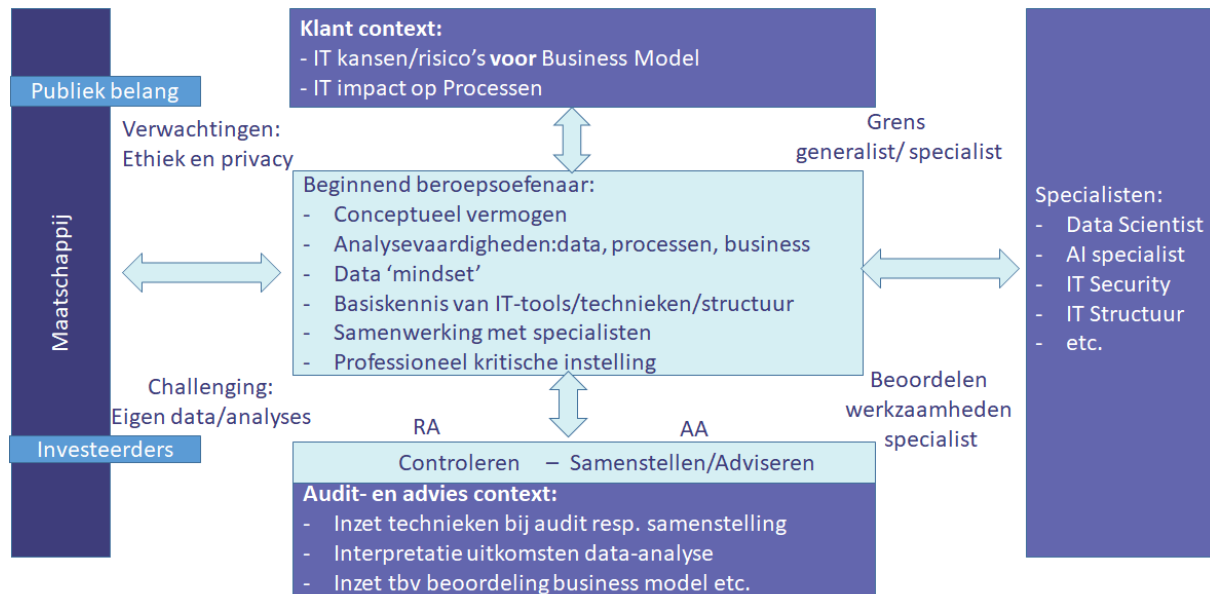 Klant context:
- IT kansen/risico's voor Business Model
- IT impact op Processen
Publiek belang
Verwachtingen:
Ethiek en privacy
Grens
generalist/ specialist
Maatschappij
Beginnend beroepsoefenaar:
- Conceptueel vermogen
- Analysevaardigheden:data, processen, business
- Data ‘mindset’
- Basiskennis van IT-tools/technieken/structuur
- Samenwerking met specialisten
- Professioneel kritische instelling
Specialisten:
- Data Scientist
- AI specialist
- IT Security
- IT Structuur
- etc.
Challenging:
Eigen data/analyses
Beoordelen
werkzaamheden
specialist
Investeerders
RA AA
Controleren – Samenstellen/Adviseren
Audit- en advies context:
- Inzet technieken bij audit resp. samenstelling
- Interpretatie uitkomsten data-analyse
- Inzet tbv beoordeling business model etc.